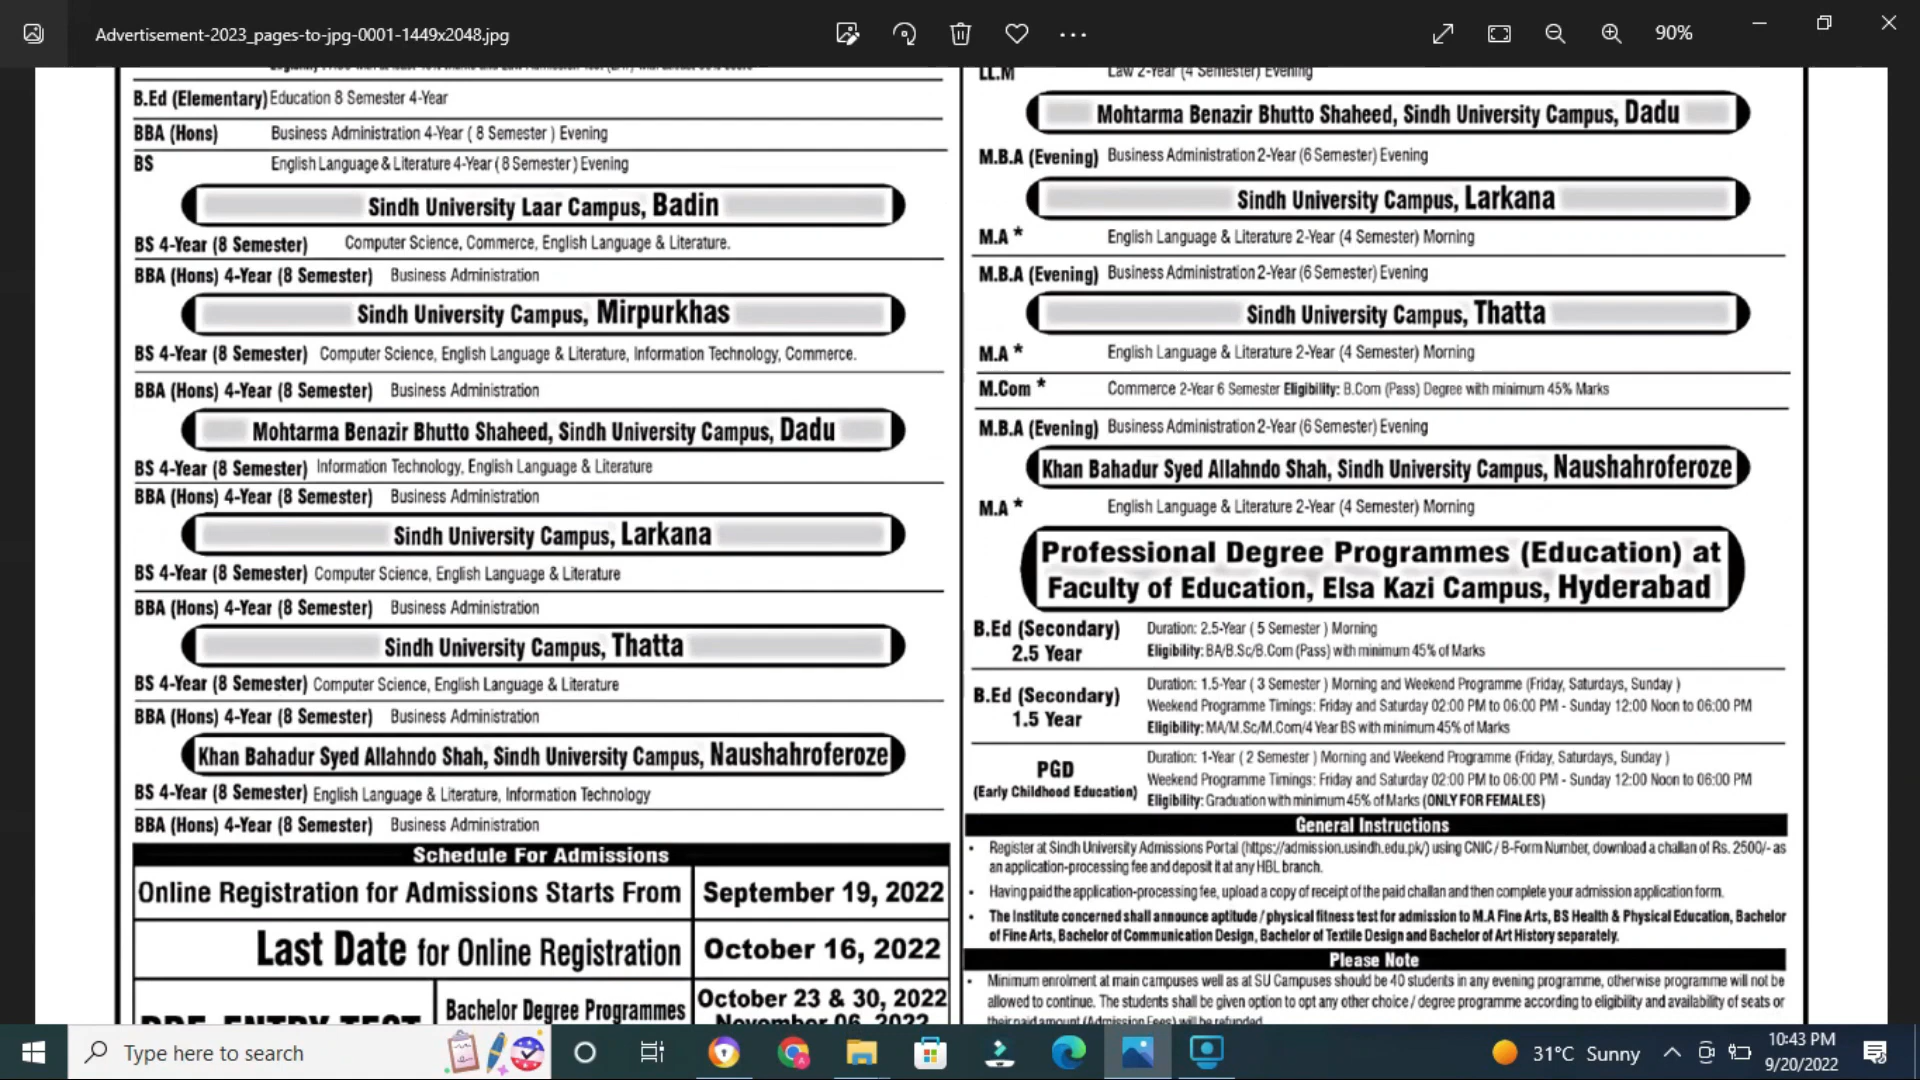 Advertisement-2023_pages-to-jpg-0001-1449x2048.jpg
90%
B.Ed (Elementary) Education 8 Semester 4-Year
BBA (Hons) Business Administration 4-Year ( 8 Semester ) Evening
BS English Language & Literature 4-Year ( 8 Semester ) Evening
Sindh University Laar Campus, Badin
BS 4-Year (8 Semester) Computer Science, Commerce, English Language & Literature.
BBA (Hons) 4-Year (8 Semester) Business Administration
Sindh University Campus, Mirpurkhas
BS 4-Year (8 Semester) Computer Science, English Language & Literature, Information Technology, Commerce.
BBA (Hons) 4-Year (8 Semester) Business Administration
Mohtarma Benazir Bhutto Shaheed, Sindh University Campus, Dadu
BS 4-Year (8 Semester) Information Technology, English Language & Literature
BBA (Hons) 4-Year (8 Semester) Business Administration
Sindh University Campus, Larkana
BS 4-Year (8 Semester) Computer Science, English Language & Literature
BBA (Hons) 4-Year (8 Semester) Business Administration
Sindh University Campus, Thatta
BS 4-Year (8 Semester) Computer Science, English Language & Literature
BBA (Hons) 4-Year (8 Semester) Business Administration
Khan Bahadur Syed Allahndo Shah, Sindh University Campus, Naushahroferoze
BS 4-Year (8 Semester) English Language & Literature, Information Technology
BBA (Hons) 4-Year (8 Semester) Business Administration
Schedule For Admissions
Online Registration for Admissions Starts From September 19, 2022
Last Date for Online Registration October 16, 2022
PRE-ENTRY TEST Bachelor Degree Programmes October 23 & 30, 2022
November 06, 2022
LL.M Law 2-Year (4 Semester) Evening
Mohtarma Benazir Bhutto Shaheed, Sindh University Campus, Dadu
M.B.A (Evening) Business Administration 2-Year (6 Semester) Evening
Sindh University Campus, Larkana
M.A * English Language & Literature 2-Year (4 Semester) Morning
M.B.A (Evening) Business Administration 2-Year (6 Semester) Evening
Sindh University Campus, Thatta
M.A * English Language & Literature 2-Year (4 Semester) Morning
M.Com * Commerce 2-Year 6 Semester Eligibility: B.Com (Pass) Degree with minimum 45% Marks
M.B.A (Evening) Business Administration 2-Year (6 Semester) Evening
Khan Bahadur Syed Allahndo Shah, Sindh University Campus, Naushahroferoze
M.A * English Language & Literature 2-Year (4 Semester) Morning
Professional Degree Programmes (Education) at
Faculty of Education, Elsa Kazi Campus, Hyderabad
B.Ed (Secondary) Duration: 2.5-Year ( 5 Semester ) Morning
2.5 Year Eligibility: BA/B.Sc/B.Com (Pass) with minimum 45% of Marks
B.Ed (Secondary) Duration: 1.5-Year ( 3 Semester ) Morning and Weekend Programme (Friday, Saturdays, Sunday )
1.5 Year Weekend Programme Timings: Friday and Saturday 02:00 PM to 06:00 PM - Sunday 12:00 Noon to 06:00 PM
Eligibility: MA/M.Sc/M.Com/4 Year BS with minimum 45% of Marks
PGD Duration: 1-Year ( 2 Semester ) Morning and Weekend Programme (Friday, Saturdays, Sunday )
(Early Childhood Education) Weekend Programme Timings: Friday and Saturday 02:00 PM to 06:00 PM - Sunday 12:00 Noon to 06:00 PM
Eligibility: Graduation with minimum 45% of Marks (ONLY FOR FEMALES)
General Instructions
• Register at Sindh University Admissions Portal (https://admission.usindh.edu.pk/) using CNIC / B-Form Number, download a challan of Rs. 2500/- as
an application-processing fee and deposit it at any HBL branch.
• Having paid the application-processing fee, upload a copy of receipt of the paid challan and then complete your admission application form.
• The Institute concerned shall announce aptitude / physical fitness test for admission to M.A Fine Arts, BS Health & Physical Education, Bachelor
of Fine Arts, Bachelor of Communication Design, Bachelor of Textile Design and Bachelor of Art History separately.
Please Note
• Minimum enrolment at main campuses well as at SU Campuses should be 40 students in any evening programme, otherwise programme will not be
allowed to continue. The students shall be given option to opt any other choice / degree programme according to eligibility and availability of seats or
their paid amount (Admission Fees) will be refunded
Type here to search
31°C Sunny
10:43 PM
9/20/2022